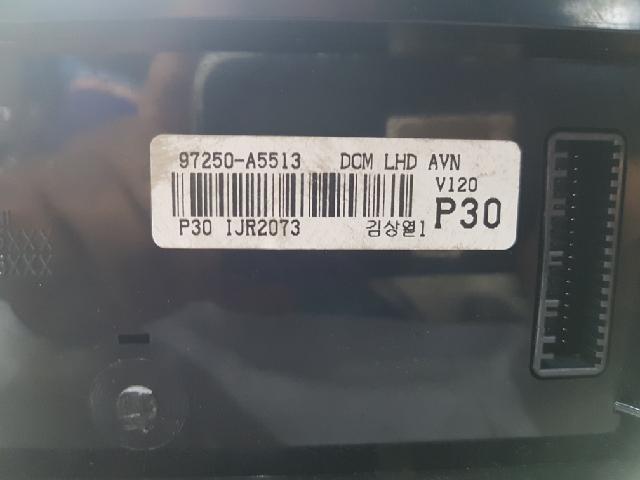 97250-A5513 DCM LHD AVN
V120
P30
P30 IJR2073 김상열1